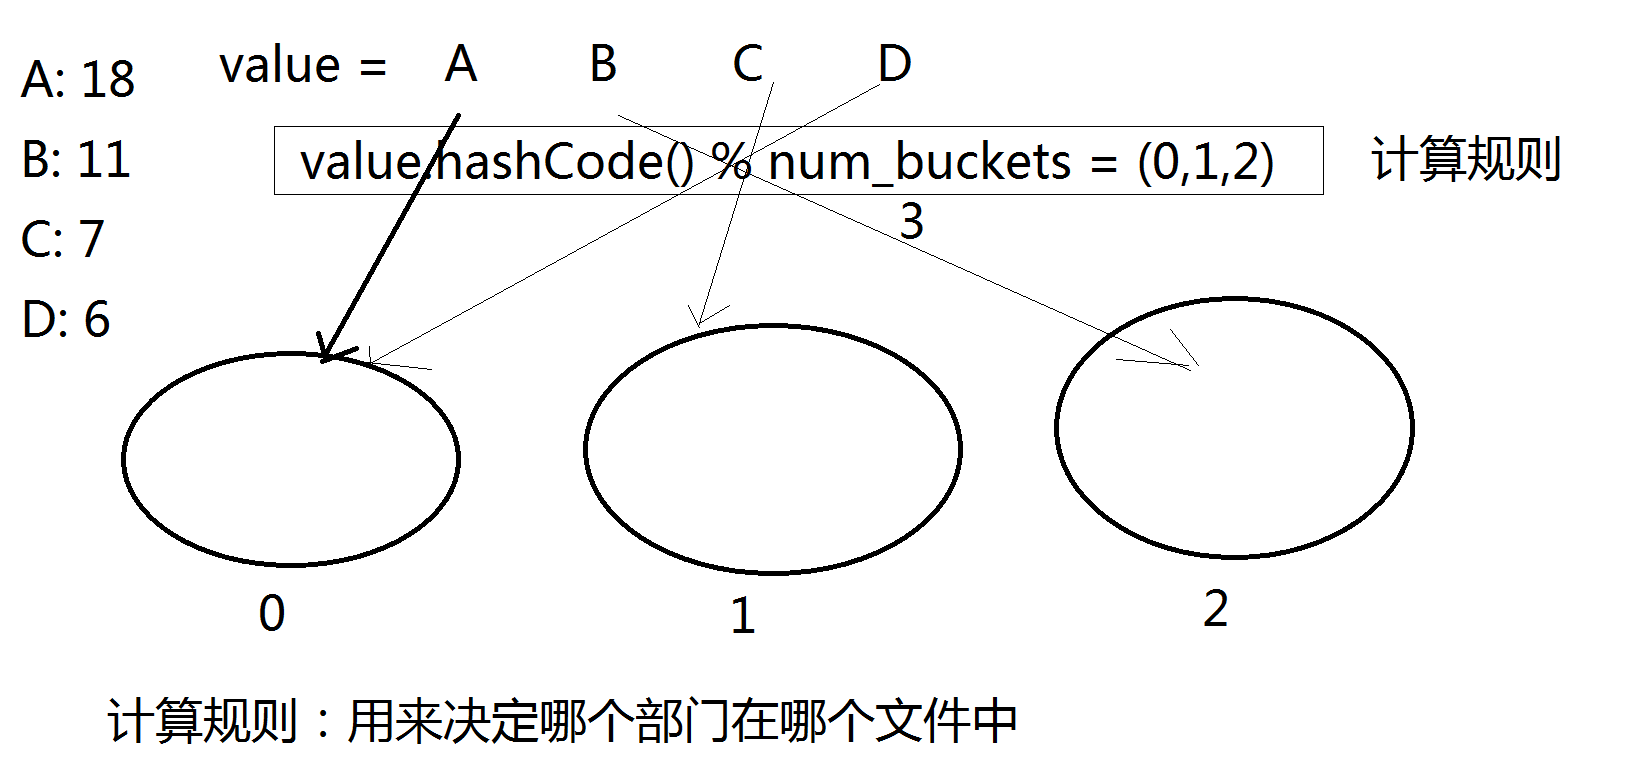 value = A B C D
A: 18
B: 11
C: 7
D: 6
value.hashCode() % num_buckets = (0,1,2)
计算规则
3
0
1
2
计算规则：用来决定哪个部门在哪个文件中